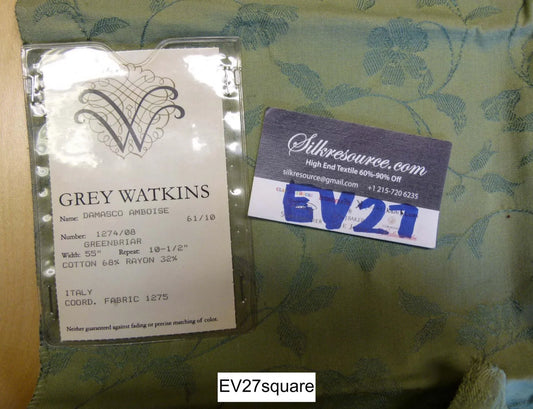 W
GREY WATKINS
Name: DAMASCO AMBOISE
61/10
Number: 1274/08
GREENBRIAR
Width: 55" Repeat: 10-1/2"
COTTON 68% RAYON 32%
ITALY
COORD. FABRIC 1275
Neither guaranteed against fading or precise matching of color.
Silkresource.com
High End Textile 60%-90% Off
silkresource@gmail.com +1 215-720 6235
EV27
EV27square